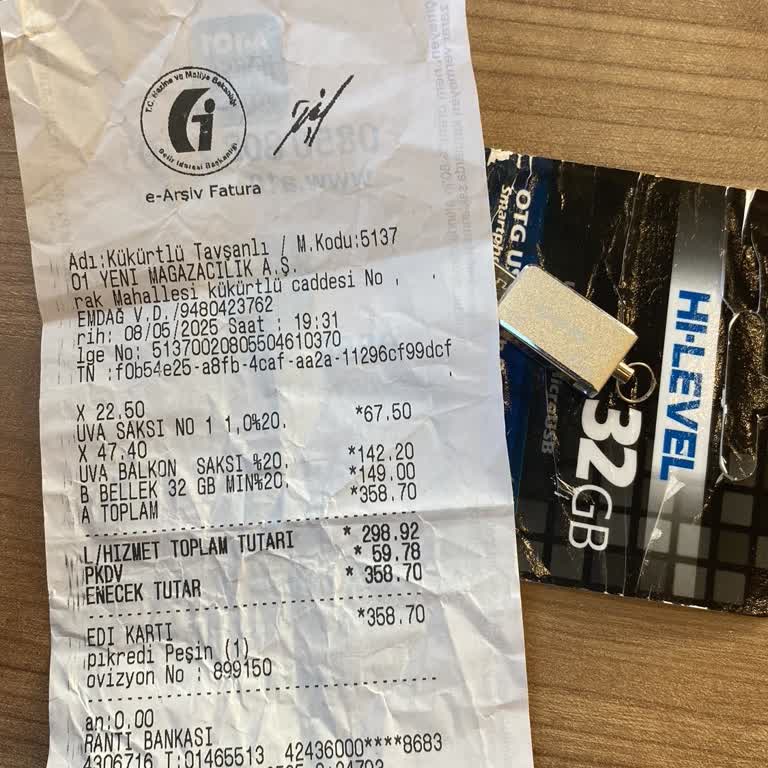 T.C. Hazine ve Maliye Bakanlığı
Gelir İdaresi Başkanlığı
e-Arşiv Fatura
Adı:Kükürtlü Tavşanlı / M.Kodu:5137
01 YENİ MAGAZACILIK A.Ş.
rak Mahallesi kükürtlü caddesi No , .
EMDAĞ V.D./9480423762
rih: 08/05/2025 Saat : 19:31
lge No: 51370020805504610370
TN :f0b54e25-a8fb-4caf-aa2a-11296cf99dcf
X 22.50
UVA SAKSI NO 1 1,0%20. *67.50
X 47.40
UVA BALKON SAKSI %20. *142.20
B BELLEK 32 GB MIN%20. *149.00
A TOPLAM *358.70
L/HIZMET TOPLAM TUTARI * 298.92
PKDV * 59.78
ENECEK TUTAR * 358.70
EDI KARTI *358.70
pikredi Peşin (1)
ovizyon No : 899150
an:0.00
RANTI BANKASI
4306716 T:01465513 42436000****8683
OTG
HI-LEVEL
32GB